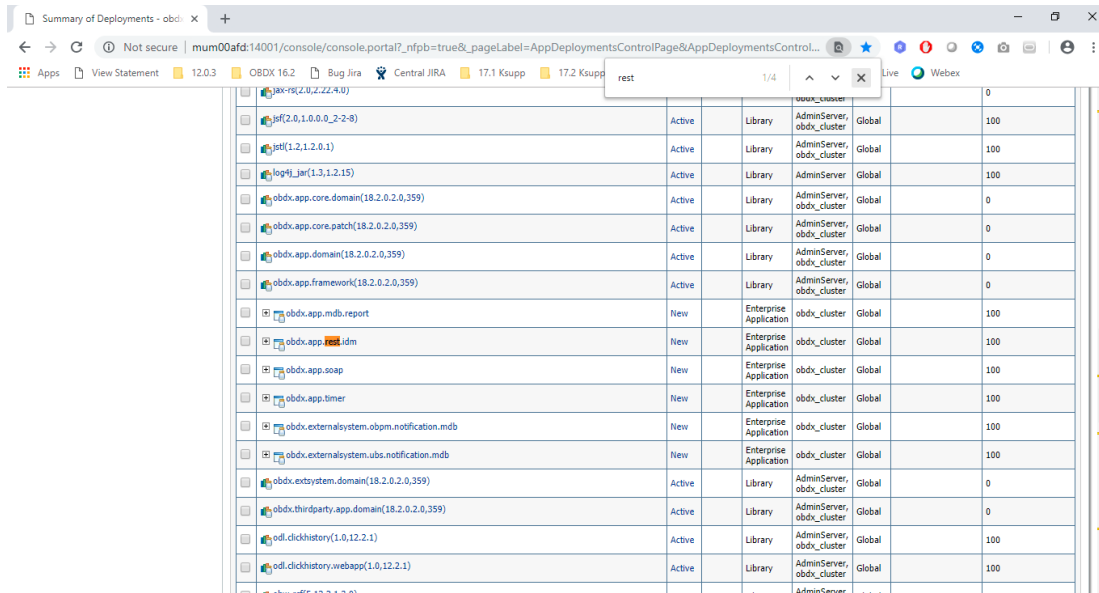 Summary of Deployments - obdx
Not secure | mum00afd:14001/console/console.portal?_nfpb=true&_pageLabel=AppDeploymentsControlPage&AppDeploymentsControl...
Apps View Statement 12.0.3 OBDX 16.2 Bug Jira Central JIRA 17.1 Ksupp 17.2 Ksupp Live Webex
rest 1/4
jax-rs(2.0,2.22.4.0) obdx_cluster 0
jsf(2.0,1.0.0.0_2-2-8) Active Library AdminServer, obdx_cluster Global 100
jstl(1.2,1.2.0.1) Active Library AdminServer, obdx_cluster Global 100
log4j_jar(1.3,1.2.15) Active Library AdminServer Global 100
obdx.app.core.domain(18.2.0.2.0,359) Active Library AdminServer, obdx_cluster Global 0
obdx.app.core.patch(18.2.0.2.0,359) Active Library AdminServer, obdx_cluster Global 0
obdx.app.domain(18.2.0.2.0,359) Active Library AdminServer, obdx_cluster Global 0
obdx.app.framework(18.2.0.2.0,359) Active Library AdminServer, obdx_cluster Global 0
obdx.app.mdb.report New Enterprise Application obdx_cluster Global 100
obdx.app.rest.idm New Enterprise Application obdx_cluster Global 100
obdx.app.soap New Enterprise Application obdx_cluster Global 100
obdx.app.timer New Enterprise Application obdx_cluster Global 100
obdx.externalsystem.obpm.notification.mdb New Enterprise Application obdx_cluster Global 100
obdx.externalsystem.ubs.notification.mdb New Enterprise Application obdx_cluster Global 100
obdx.extsystem.domain(18.2.0.2.0,359) Active Library AdminServer, obdx_cluster Global 0
obdx.thirdparty.app.domain(18.2.0.2.0,359) Active Library AdminServer, obdx_cluster Global 0
odl.clickhistory(1.0,12.2.1) Active Library AdminServer, obdx_cluster Global 100
odl.clickhistory.webapp(1.0,12.2.1) Active Library AdminServer, obdx_cluster Global 100
AdminServer